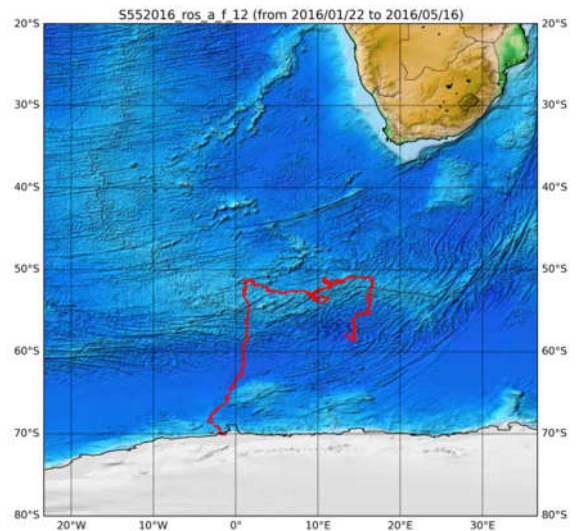 S552016_ros_a_f_12 (from 2016/01/22 to 2016/05/16)
20°S 20°S
30°S 30°S
40°S 40°S
50°S 50°S
60°S 60°S
70°S 70°S
80°S 80°S
20°W 10°W 0° 10°E 20°E 30°E